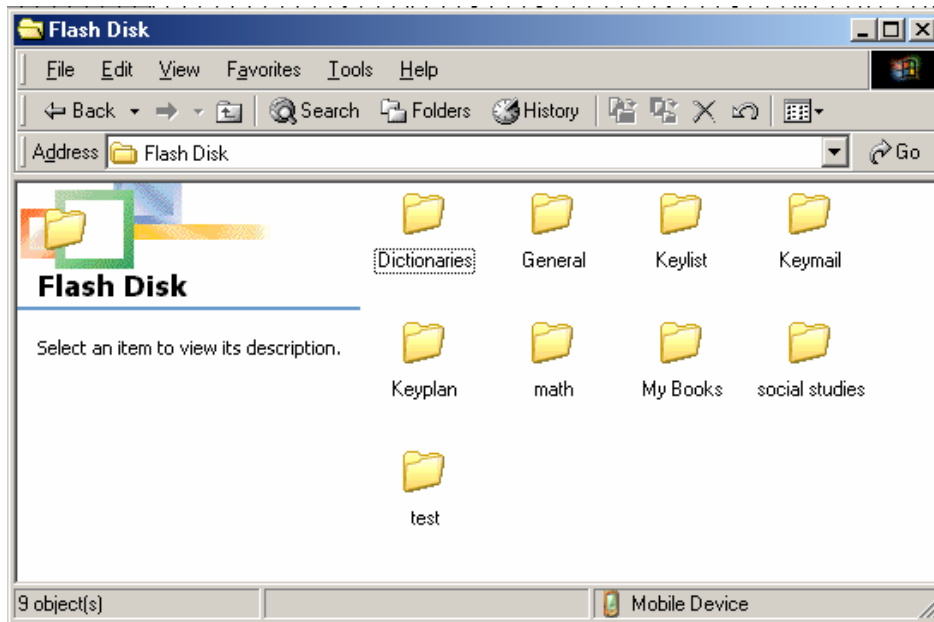 Flash Disk
File Edit View Favorites Tools Help
Back Search Folders History
Address Flash Disk Go
Dictionaries General Keylist Keymail
Flash Disk
Select an item to view its description.
Keyplan math My Books social studies
test
9 object(s) Mobile Device